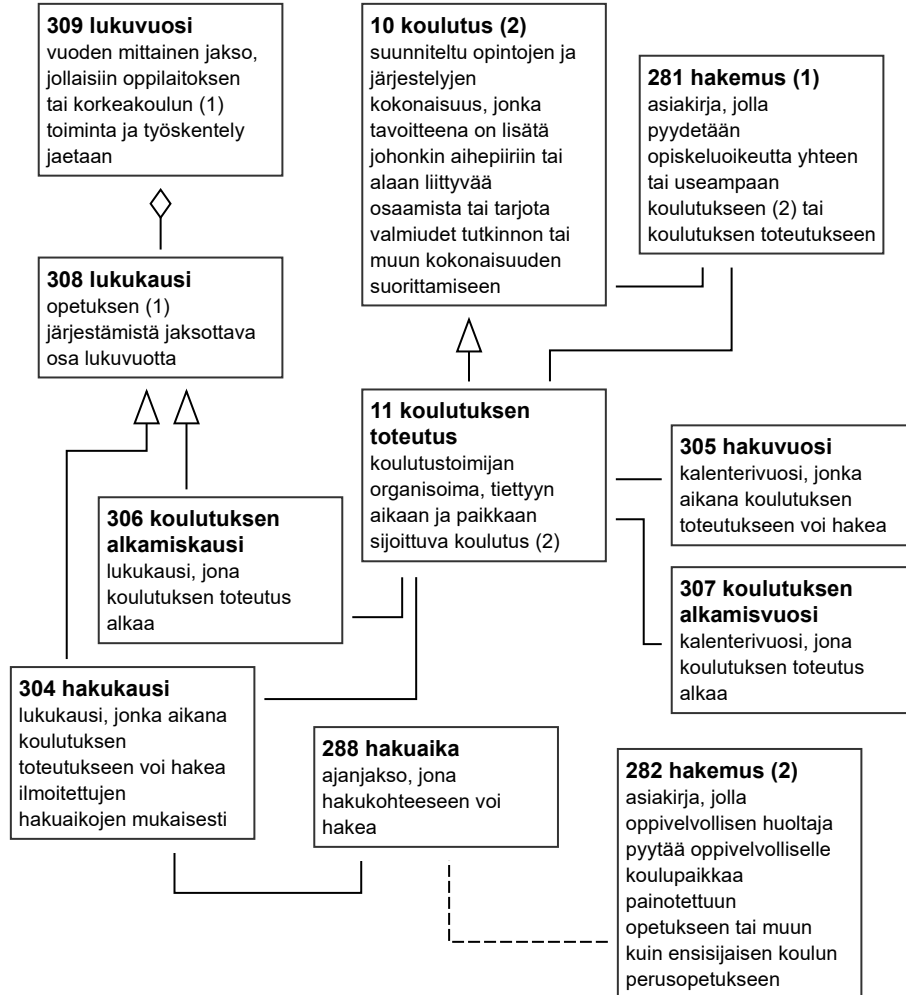 309 lukuvuosi
vuoden mittainen jakso,
jollaisiin oppilaitoksen
tai korkeakoulun (1)
toiminta ja työskentely
jaetaan
10 koulutus (2)
suunniteltu opintojen ja
järjestelyjen
kokonaisuus, jonka
tavoitteena on lisätä
johonkin aihepiiriin tai
alaan liittyvää
osaamista tai tarjota
valmiudet tutkinnon tai
muun kokonaisuuden
suorittamiseen
281 hakemus (1)
asiakirja, jolla
pyydetään
opiskeluoikeutta yhteen
tai useampaan
koulutukseen (2) tai
koulutuksen toteutukseen
308 lukukausi
opetuksen (1)
järjestämistä jaksottava
osa lukuvuotta
11 koulutuksen
toteutus
koulutustoimijan
organisoima, tiettyyn
aikaan ja paikkaan
sijoittuva koulutus (2)
305 hakuvuosi
kalenterivuosi, jonka
aikana koulutuksen
toteutukseen voi hakea
306 koulutuksen
alkamiskausi
lukukausi, jona
koulutuksen toteutus
alkaa
307 koulutuksen
alkamisvuosi
kalenterivuosi, jona
koulutuksen toteutus
alkaa
304 hakukausi
lukukausi, jonka aikana
koulutuksen
toteutukseen voi hakea
ilmoitettujen
hakuaikojen mukaisesti
288 hakuaika
ajanjakso, jona
hakukohteeseen voi
hakea
282 hakemus (2)
asiakirja, jolla
oppivelvollisen huoltaja
pyytää oppivelvolliselle
koulupaikkaa
painotettuun
opetukseen tai muun
kuin ensisijaisen koulun
perusopetukseen